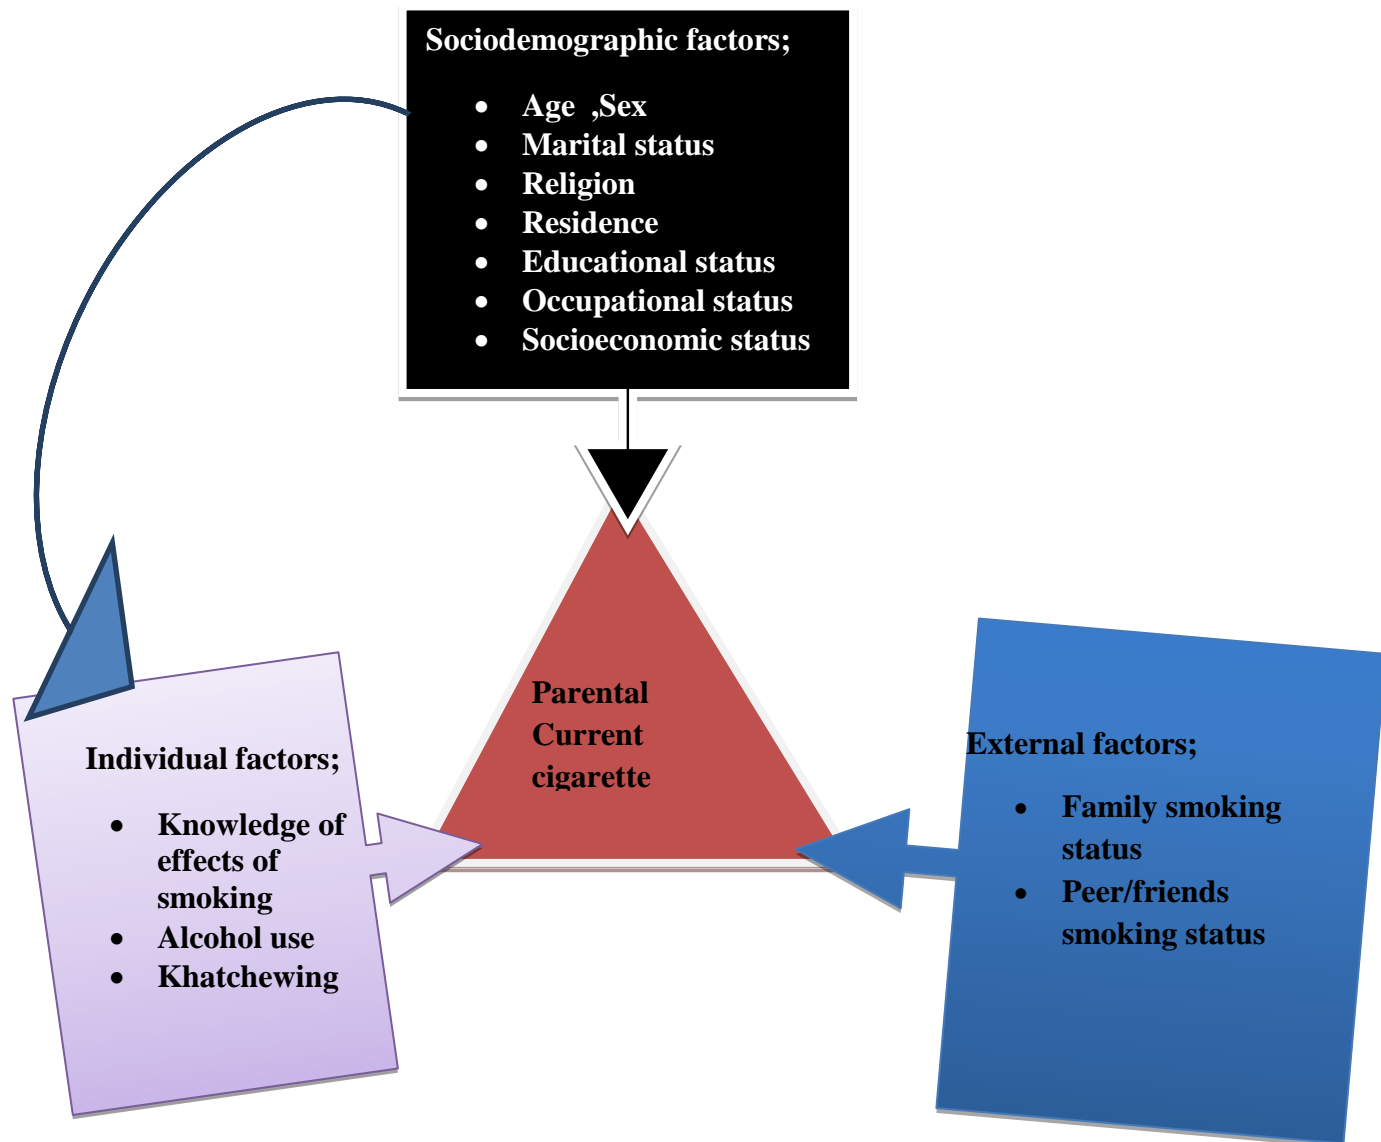 Sociodemographic factors;
• Age ,Sex
• Marital status
• Religion
• Residence
• Educational status
• Occupational status
• Socioeconomic status
Parental
Current
cigarette
Individual factors;
• Knowledge of
effects of
smoking
• Alcohol use
• Khatchewing
External factors;
• Family smoking
status
• Peer/friends
smoking status